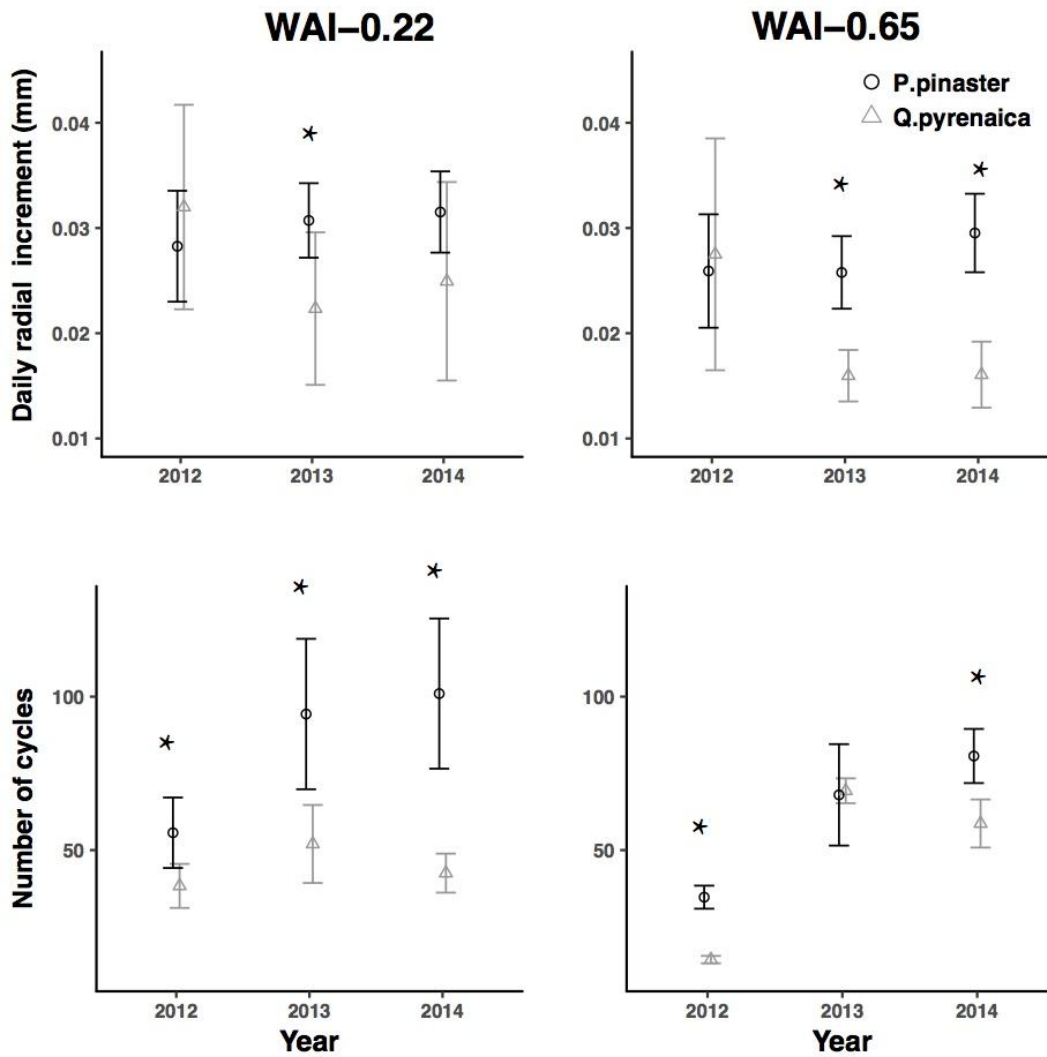 WAI–0.22
WAI–0.65
Daily radial increment (mm)
0.04
0.03
0.02
0.01
2012 2013 2014
P.pinaster
Q.pyrenaica
0.04
0.03
0.02
0.01
2012 2013 2014
Number of cycles
100
50
2012 2013 2014
Year
100
50
2012 2013 2014
Year